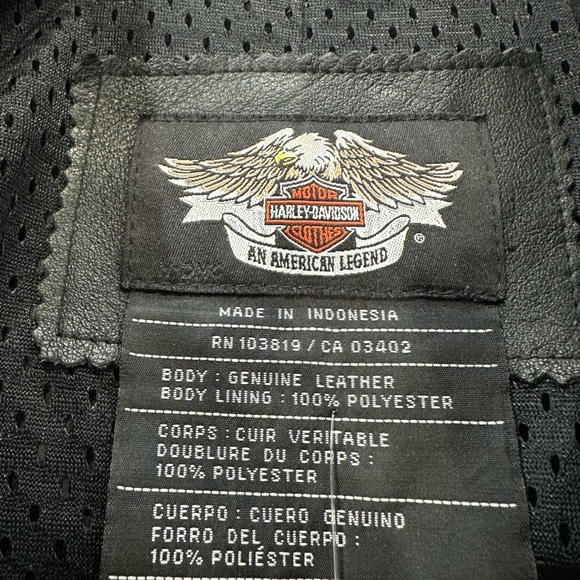 MOTOR
HARLEY-DAVIDSON
CLOTHES
AN AMERICAN LEGEND
®
MADE IN INDONESIA
RN 103819 / CA 03402
BODY : GENUINE LEATHER
BODY LINING : 100% POLYESTER
CORPS : CUIR VERITABLE
DOUBLURE DU CORPS :
100% POLYESTER
CUERPO : CUERO GENUINO
FORRO DEL CUERPO :
100% POLIÉSTER